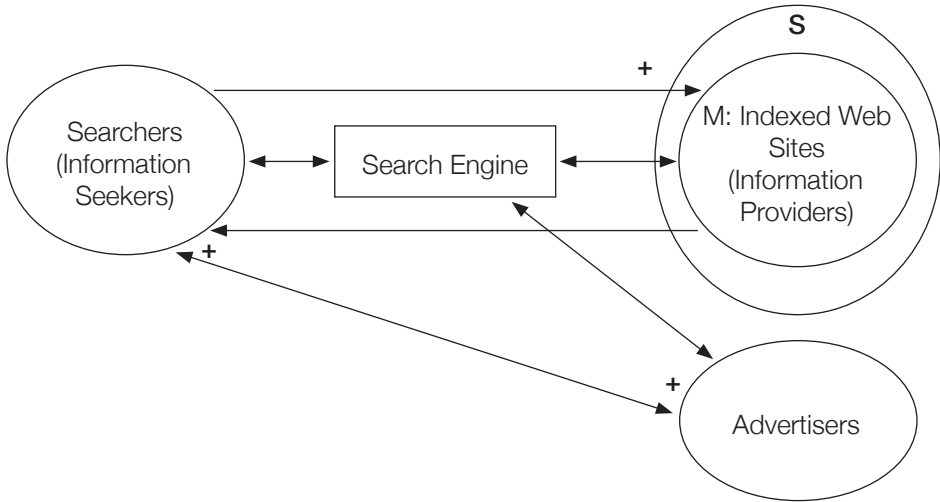 S
+
Searchers
(Information
Seekers)
Search Engine
M: Indexed Web
Sites
(Information
Providers)
+
+
Advertisers